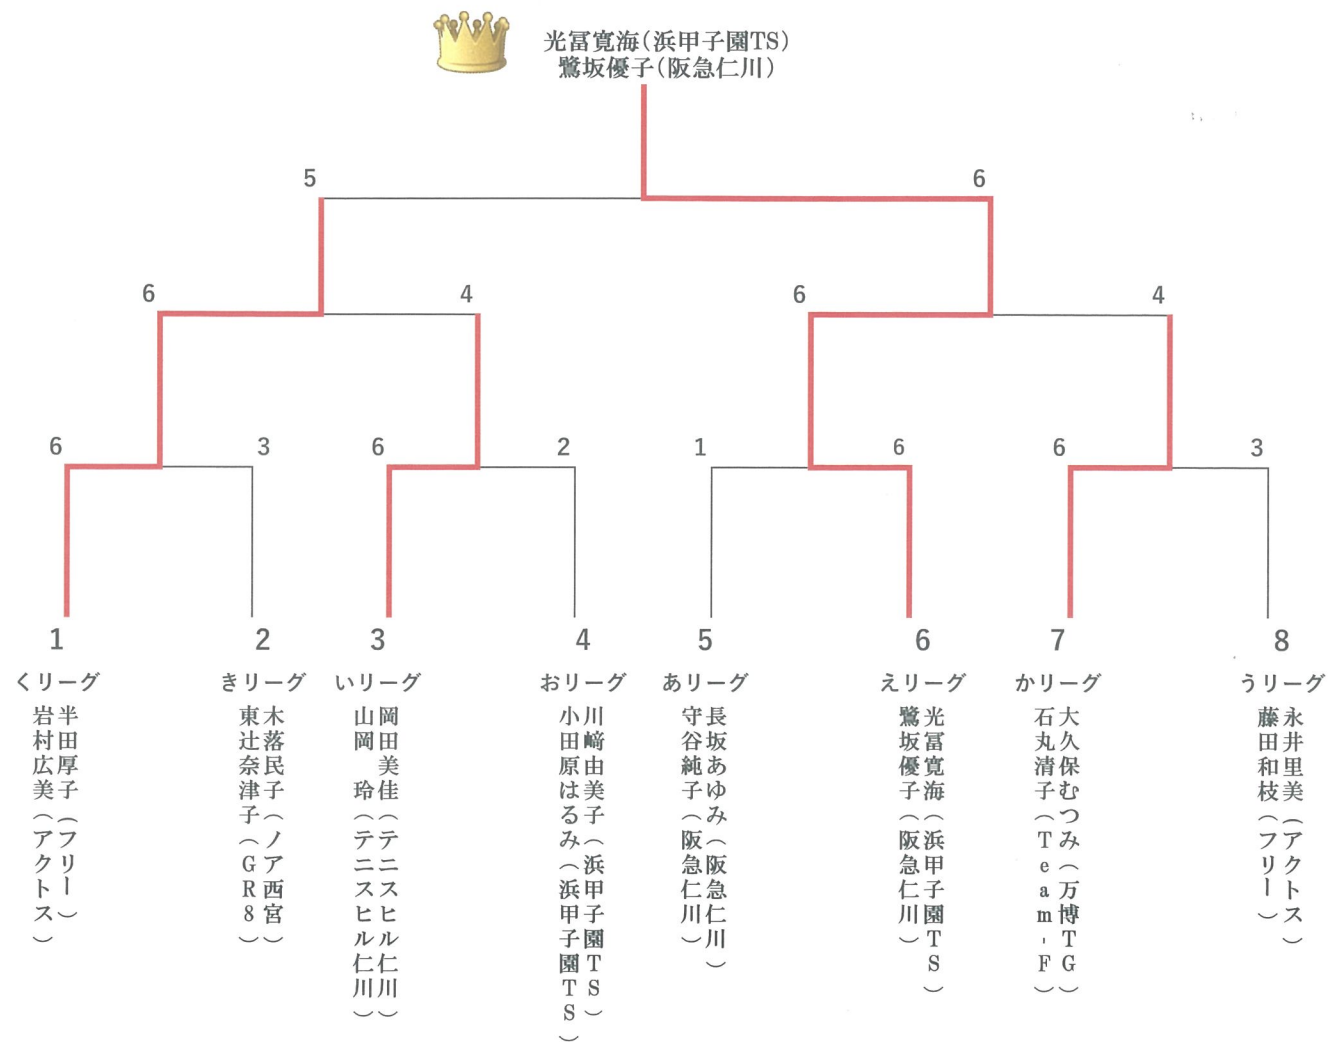 光冨寛海(浜甲子園TS)
鷺坂優子(阪急仁川)
5
6
6
4
6
4
6
3
6
2
1
6
6
3
1
2
3
4
5
6
7
8
くリーグ
きリーグ
いリーグ
おリーグ
あリーグ
えリーグ
かリーグ
うリーグ
半田厚子(フリー)
岩村広美(アクトス)
木落民子(ノア西宮)
東辻奈津子(GR8)
岡田美佳(テニスヒル仁川)
山岡　玲(テニスヒル仁川)
川﨑由美子(浜甲子園TS)
小田原はるみ(浜甲子園TS)
長坂あゆみ(阪急仁川)
守谷純子(阪急仁川)
光冨寛海(浜甲子園TS)
鷺坂優子(阪急仁川)
大久保むつみ(万博TG)
石丸清子(Team-F)
永井里美(アクトス)
藤田和枝(フリー)